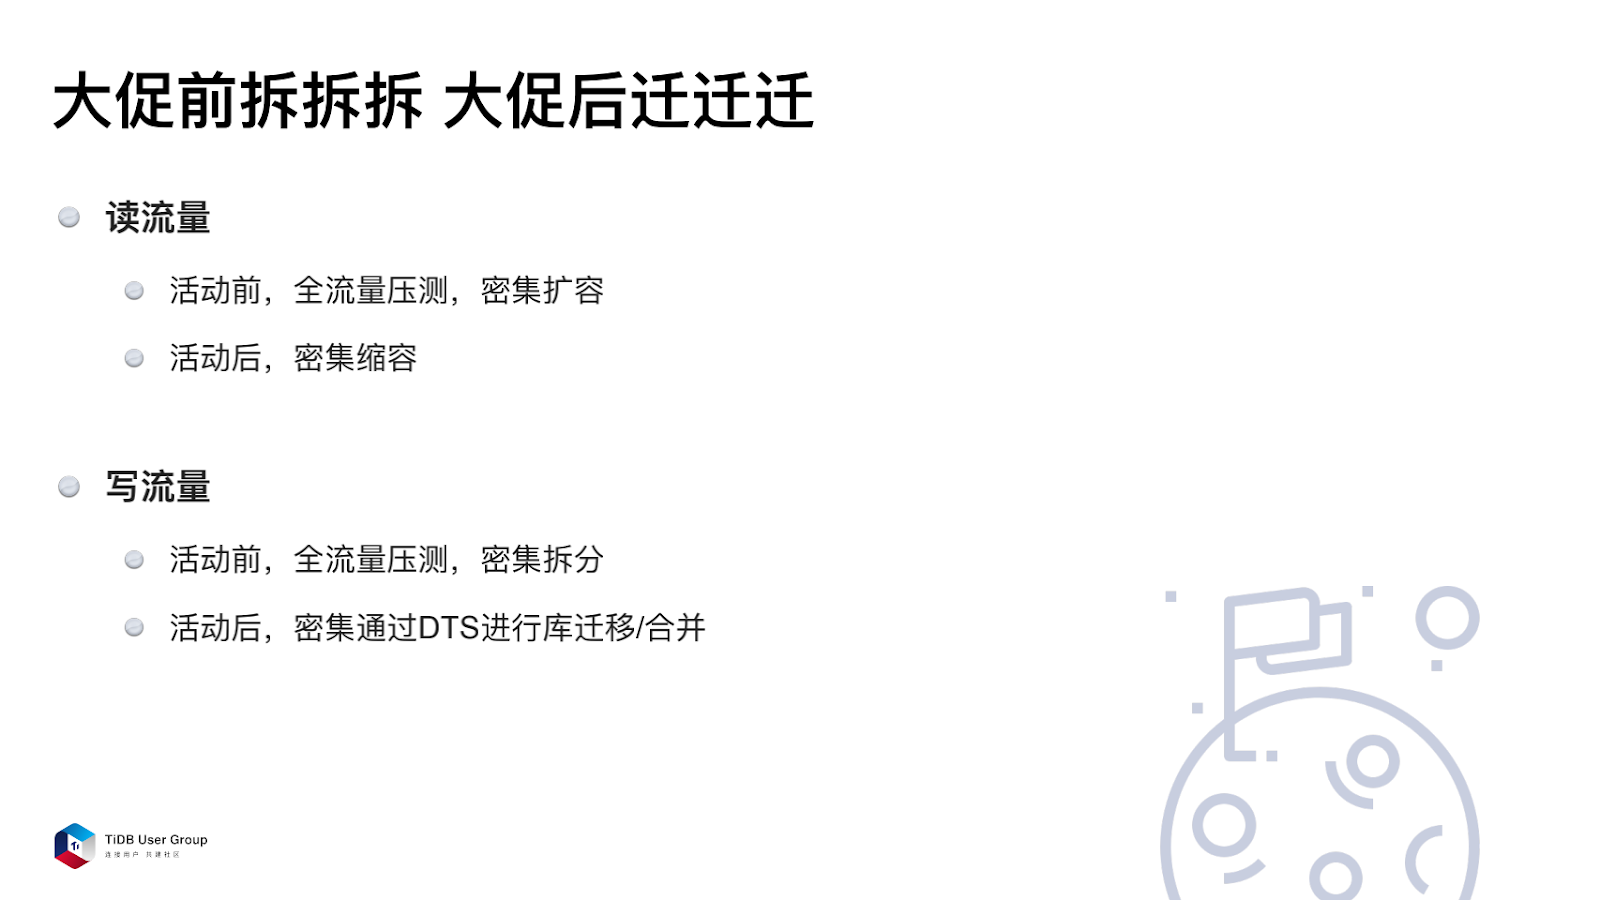 大促前拆拆拆 大促后迁迁迁
读流量
活动前，全流量压测，密集扩容
活动后，密集缩容
写流量
活动前，全流量压测，密集拆分
活动后，密集通过DTS进行库迁移/合并
TiDB User Group
连接用户 共建社区